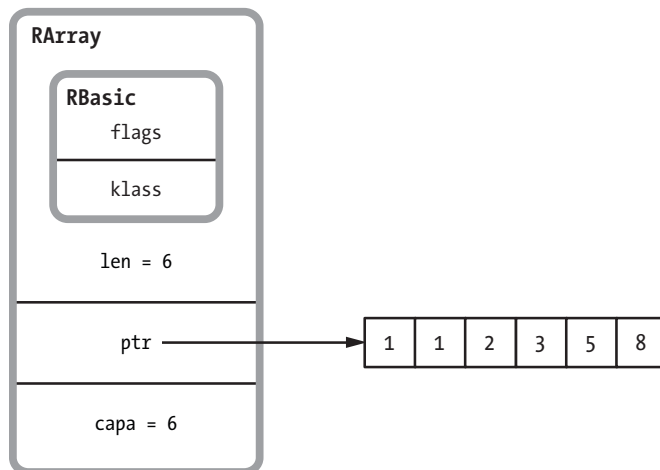 RArray
RBasic
flags
klass
len = 6
ptr
1 1 2 3 5 8
capa = 6